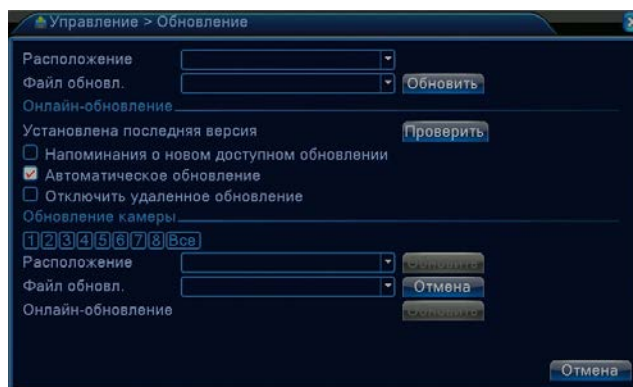 Управление > Обновление
Расположение
Файл обновл. Обновить
Онлайн-обновление
Установлена последняя версия Проверить
Напоминания о новом доступном обновлении
Автоматическое обновление
Отключить удаленное обновление
Обновление камеры
1 2 3 4 5 6 7 8 Все
Расположение Обновить
Файл обновл. Отмена
Онлайн-обновление Обновить
Отмена